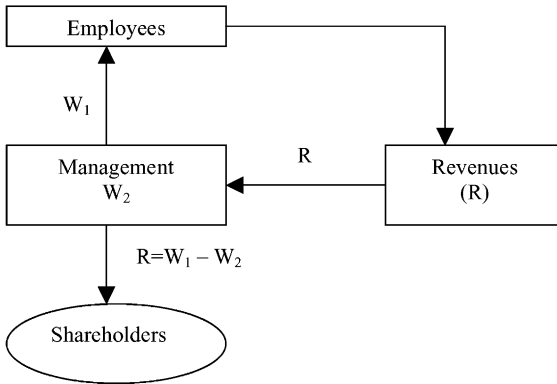 Employees
W₁
Management
W₂
R
Revenues
(R)
R=W₁ – W₂
Shareholders